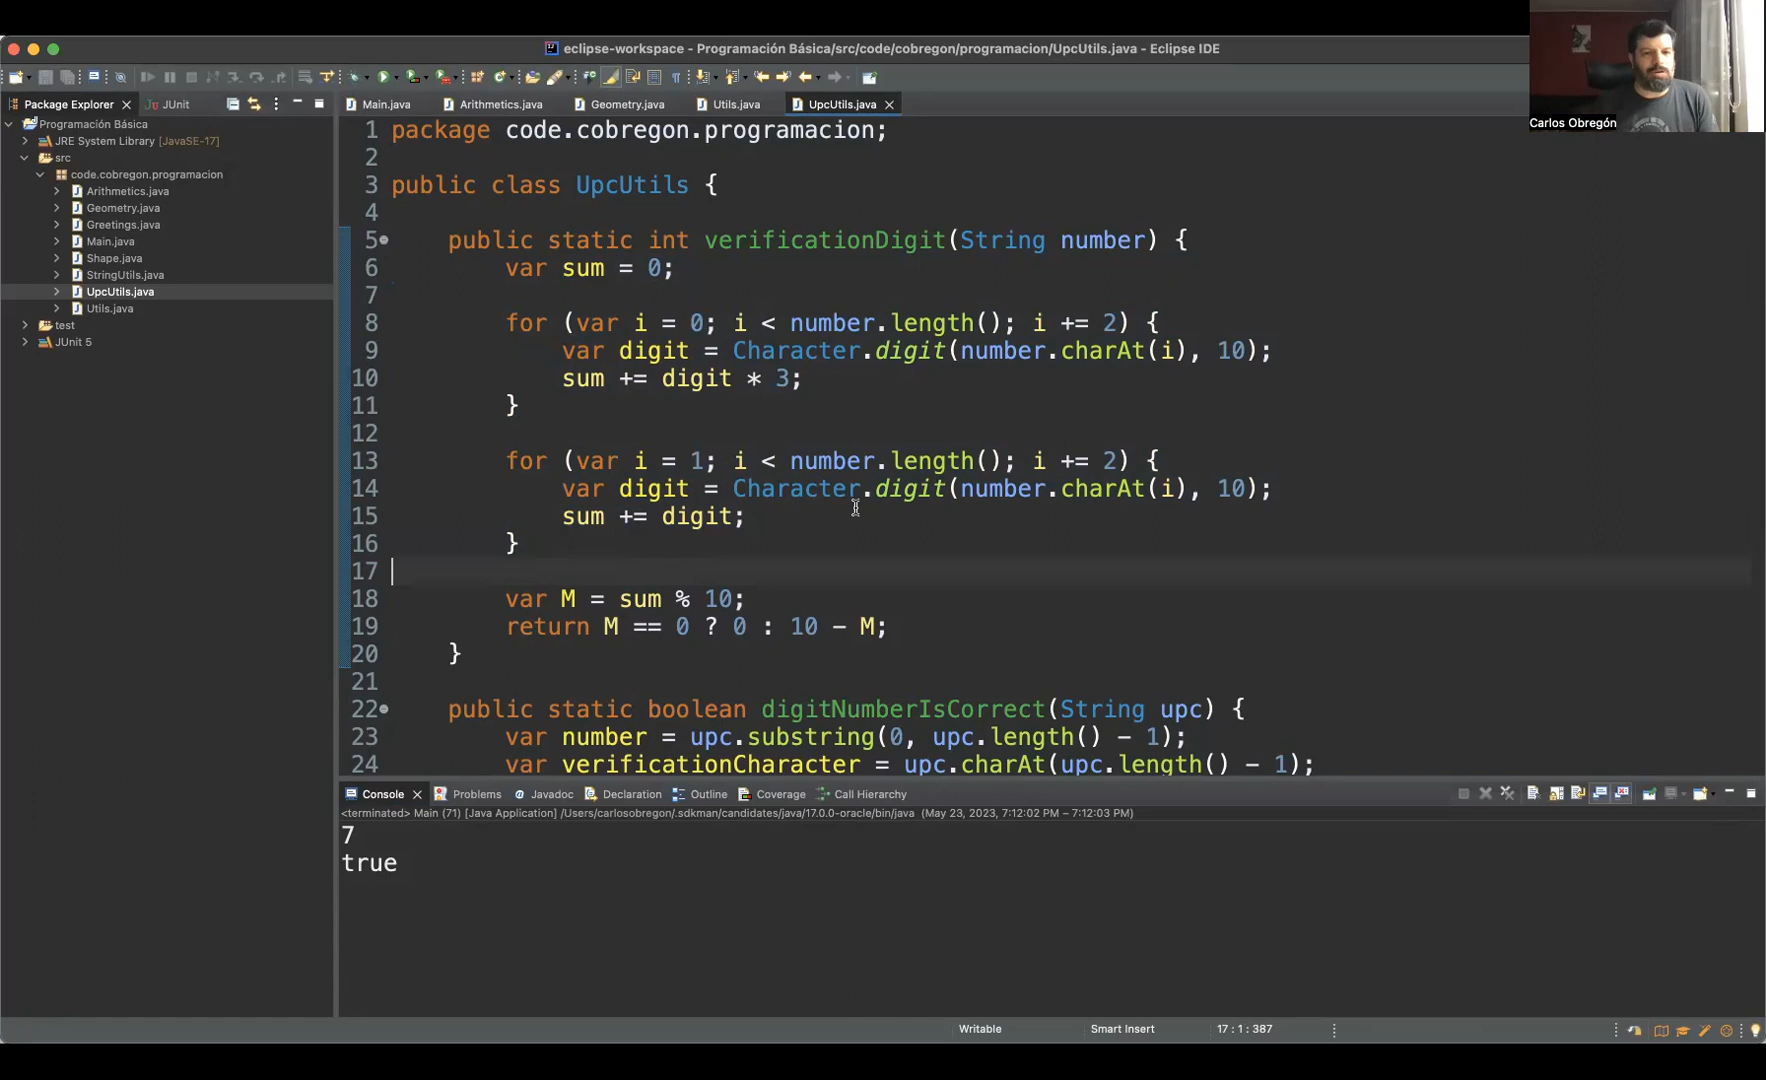 Carlos Obregón
eclipse-workspace - Programación Básica/src/code/cobregon/programacion/UpcUtils.java - Eclipse IDE
Package Explorer
JUnit
Main.java
Arithmetics.java
Geometry.java
Utils.java
UpcUtils.java
Programación Básica
JRE System Library [JavaSE-17]
src
code.cobregon.programacion
Arithmetics.java
Geometry.java
Greetings.java
Main.java
Shape.java
StringUtils.java
UpcUtils.java
Utils.java
test
JUnit 5
1 package code.cobregon.programacion;
2
3 public class UpcUtils {
4
5 public static int verificationDigit(String number) {
6 var sum = 0;
7
8 for (var i = 0; i < number.length(); i += 2) {
9 var digit = Character.digit(number.charAt(i), 10);
10 sum += digit * 3;
11 }
12
13 for (var i = 1; i < number.length(); i += 2) {
14 var digit = Character.digit(number.charAt(i), 10);
15 sum += digit;
16 }
17
18 var M = sum % 10;
19 return M == 0 ? 0 : 10 - M;
20 }
21
22 public static boolean digitNumberIsCorrect(String upc) {
23 var number = upc.substring(0, upc.length() - 1);
24 var verificationCharacter = upc.charAt(upc.length() - 1);
Console
Problems
Javadoc
Declaration
Outline
Coverage
Call Hierarchy
<terminated> Main (71) [Java Application] /Users/carlosobregon/.sdkman/candidates/java/17.0.0-oracle/bin/java (May 23, 2023, 7:12:02 PM – 7:12:03 PM)
7
true
Writable
Smart Insert
17 : 1 : 387